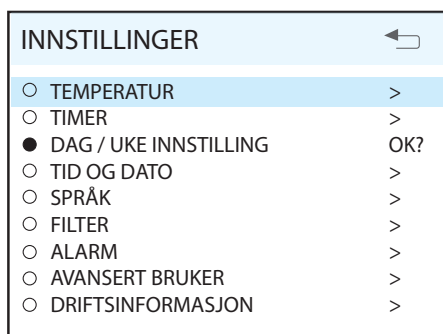 INNSTILLINGER
TEMPERATUR >
TIMER >
DAG / UKE INNSTILLING OK?
TID OG DATO >
SPRÅK >
FILTER >
ALARM >
AVANSERT BRUKER >
DRIFTSINFORMASJON >